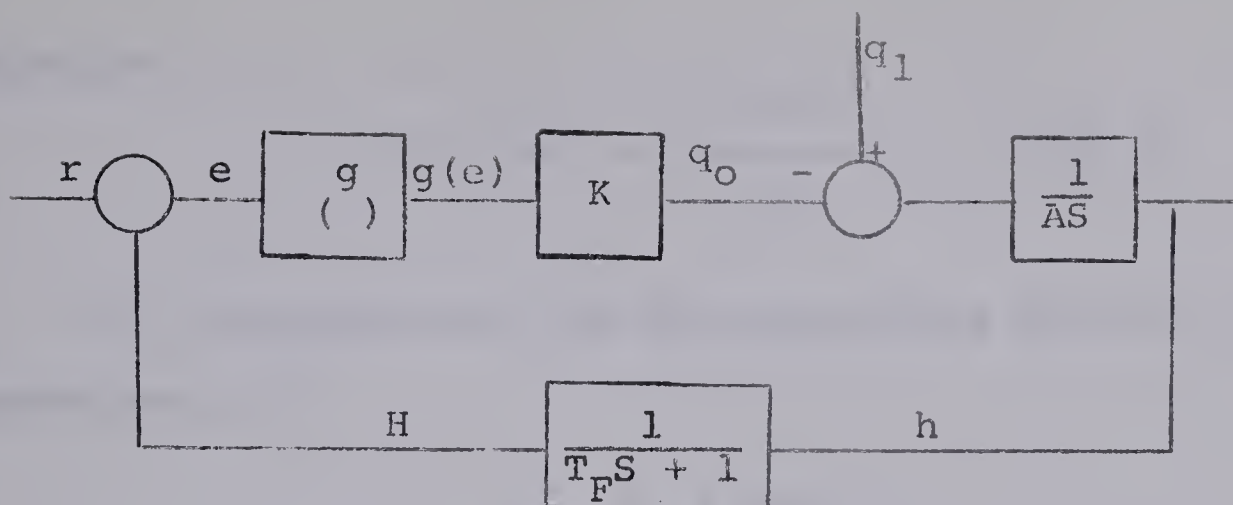 q1
r
e
g
( )
g(e)
K
qo
-
+
1
AS
H
1
TFS + 1
h